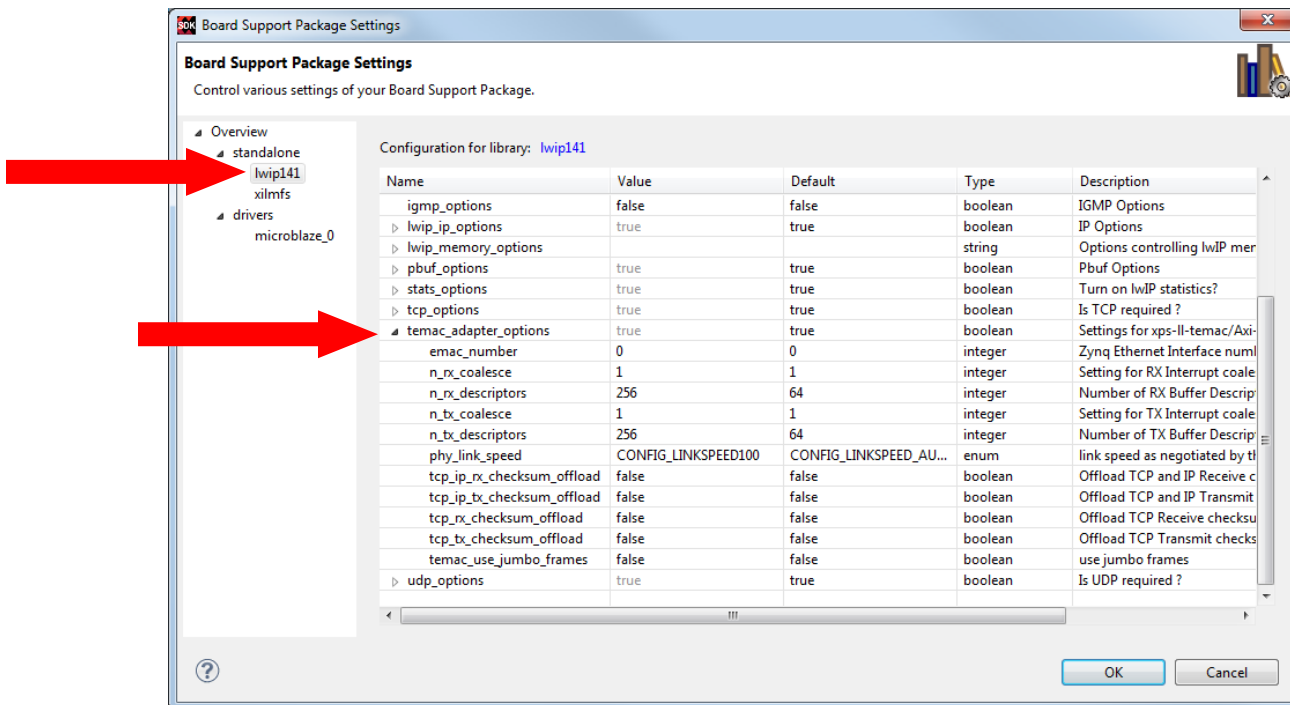 SDK Board Support Package Settings
Board Support Package Settings
Control various settings of your Board Support Package.
Overview
standalone
lwip141
xilmfs
drivers
microblaze_0
Configuration for library: lwip141
Name Value Default Type Description
igmp_options false false boolean IGMP Options
lwip_ip_options true true boolean IP Options
lwip_memory_options string Options controlling lwIP mer
pbuf_options true true boolean Pbuf Options
stats_options true true boolean Turn on lwIP statistics?
tcp_options true true boolean Is TCP required ?
temac_adapter_options true true boolean Settings for xps-ll-temac/Axi-
emac_number 0 0 integer Zynq Ethernet Interface numl
n_rx_coalesce 1 1 integer Setting for RX Interrupt coale
n_rx_descriptors 256 64 integer Number of RX Buffer Descrip
n_tx_coalesce 1 1 integer Setting for TX Interrupt coale
n_tx_descriptors 256 64 integer Number of TX Buffer Descrip
phy_link_speed CONFIG_LINKSPEED100 CONFIG_LINKSPEED_AU... enum link speed as negotiated by th
tcp_ip_rx_checksum_offload false false boolean Offload TCP and IP Receive c
tcp_ip_tx_checksum_offload false false boolean Offload TCP and IP Transmit
tcp_rx_checksum_offload false false boolean Offload TCP Receive checksu
tcp_tx_checksum_offload false false boolean Offload TCP Transmit checks
temac_use_jumbo_frames false false boolean use jumbo frames
udp_options true true boolean Is UDP required ?
? OK Cancel